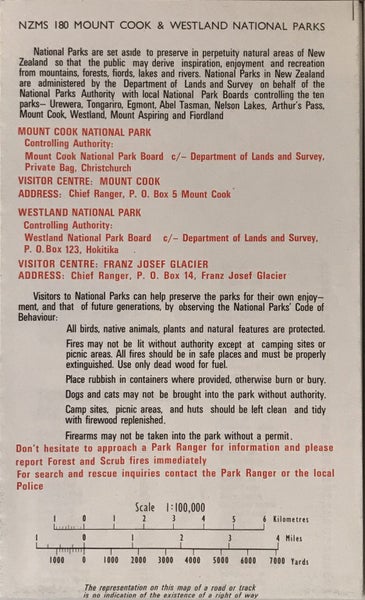 NZMS 180 MOUNT COOK & WESTLAND NATIONAL PARKS
National Parks are set aside to preserve in perpetuity natural areas of New
Zealand so that the public may derive inspiration, enjoyment and recreation
from mountains, forests, fiords, lakes and rivers. National Parks in New Zealand
are administered by the Department of Lands and Survey on behalf of the
National Parks Authority with local National Park Boards controlling the ten
parks– Urewera, Tongariro, Egmont, Abel Tasman, Nelson Lakes, Arthur's Pass,
Mount Cook, Westland, Mount Aspiring and Fiordland
MOUNT COOK NATIONAL PARK
Controlling Authority:
Mount Cook National Park Board c/– Department of Lands and Survey,
Private Bag, Christchurch
VISITOR CENTRE: MOUNT COOK
ADDRESS: Chief Ranger, P. O. Box 5 Mount Cook
WESTLAND NATIONAL PARK
Controlling Authority:
Westland National Park Board c/– Department of Lands and Survey,
P. O. Box 123, Hokitika
VISITOR CENTRE: FRANZ JOSEF GLACIER
ADDRESS: Chief Ranger, P. O. Box 14, Franz Josef Glacier
Visitors to National Parks can help preserve the parks for their own enjoy–
ment, and that of future generations, by observing the National Parks' Code of
Behaviour:
All birds, native animals, plants and natural features are protected.
Fires may not be lit without authority except at camping sites or
picnic areas. All fires should be in safe places and must be properly
extinguished. Use only dead wood for fuel.
Place rubbish in containers where provided, otherwise burn or bury.
Dogs and cats may not be brought into the park without authority.
Camp sites, picnic areas, and huts should be left clean and tidy
with firewood replenished.
Firearms may not be taken into the park without a permit.
Don't hesitate to approach a Park Ranger for information and please
report Forest and Scrub fires immediately
For search and rescue inquiries contact the Park Ranger or the local
Police
Scale 1:100,000
1 0 1 2 3 4 5 6 Kilometres
1 0 1 2 3 4 Miles
1000 0 1000 2000 3000 4000 5000 6000 7000 Yards
The representation on this map of a road or track
is no indication of the existence of a right of way